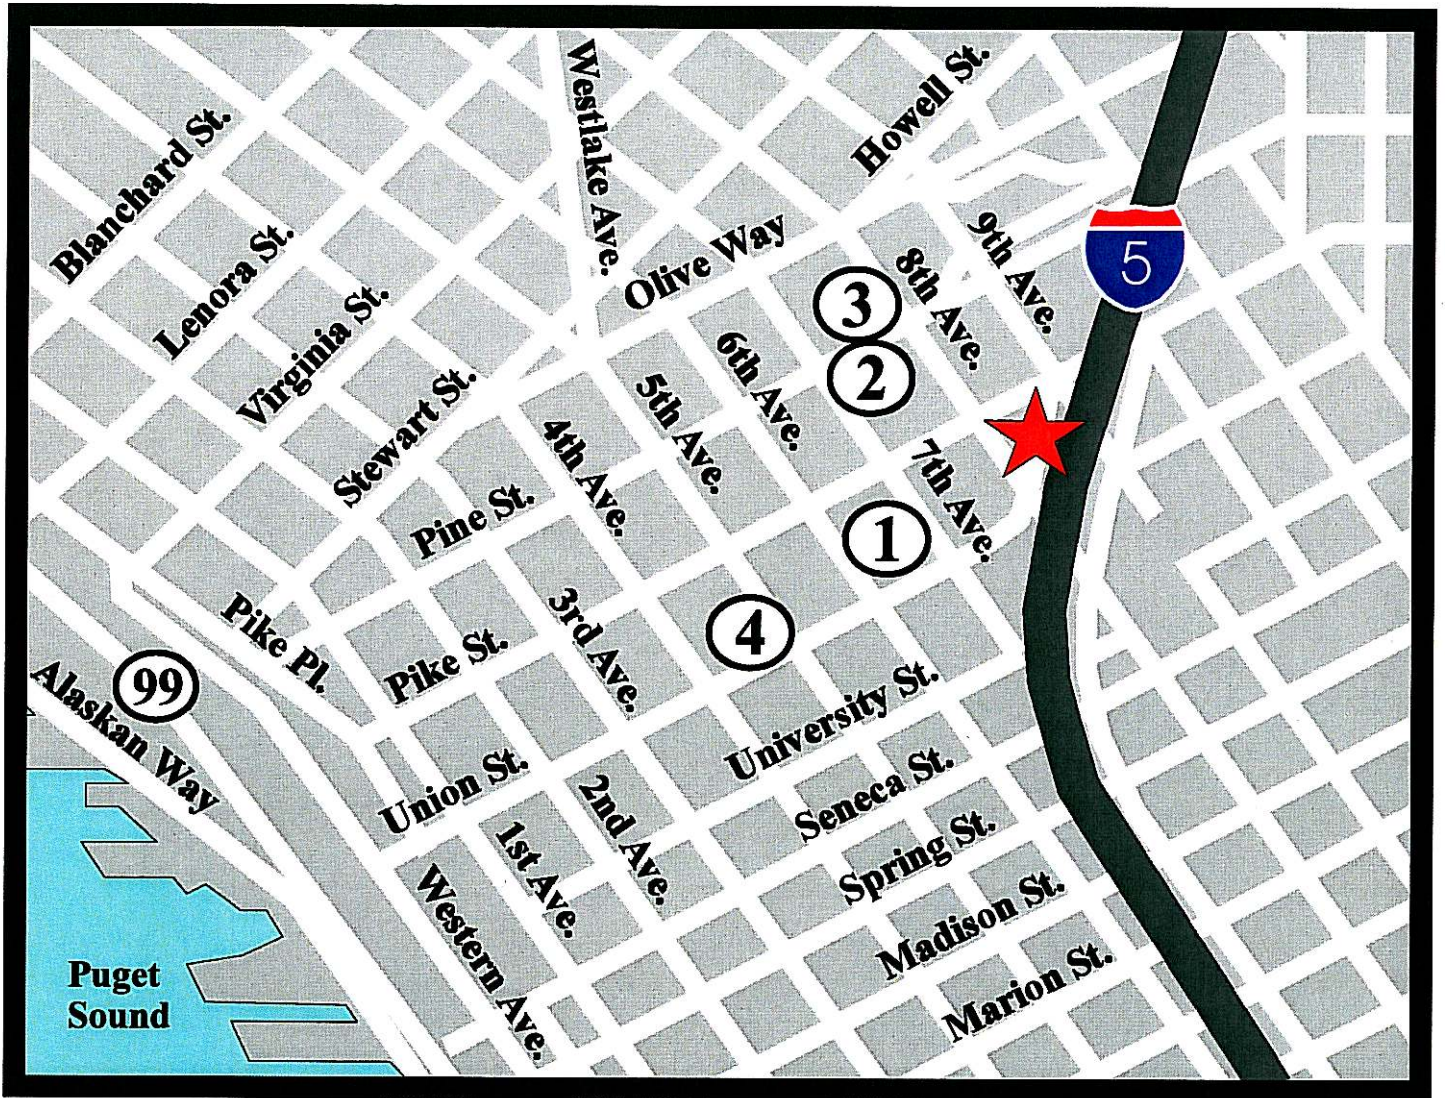 Westlake Ave.
Howell St.
Blanchard St.
Lenora St.
Virginia St.
Stewart St.
Olive Way
9th Ave.
8th Ave.
5
3
2
6th Ave.
5th Ave.
4th Ave.
7th Ave.
Pine St.
1
Pike Pl.
Pike St.
3rd Ave.
4
99
Alaskan Way
University St.
Union St.
2nd Ave.
1st Ave.
Seneca St.
Spring St.
Western Ave.
Madison St.
Marion St.
Puget
Sound